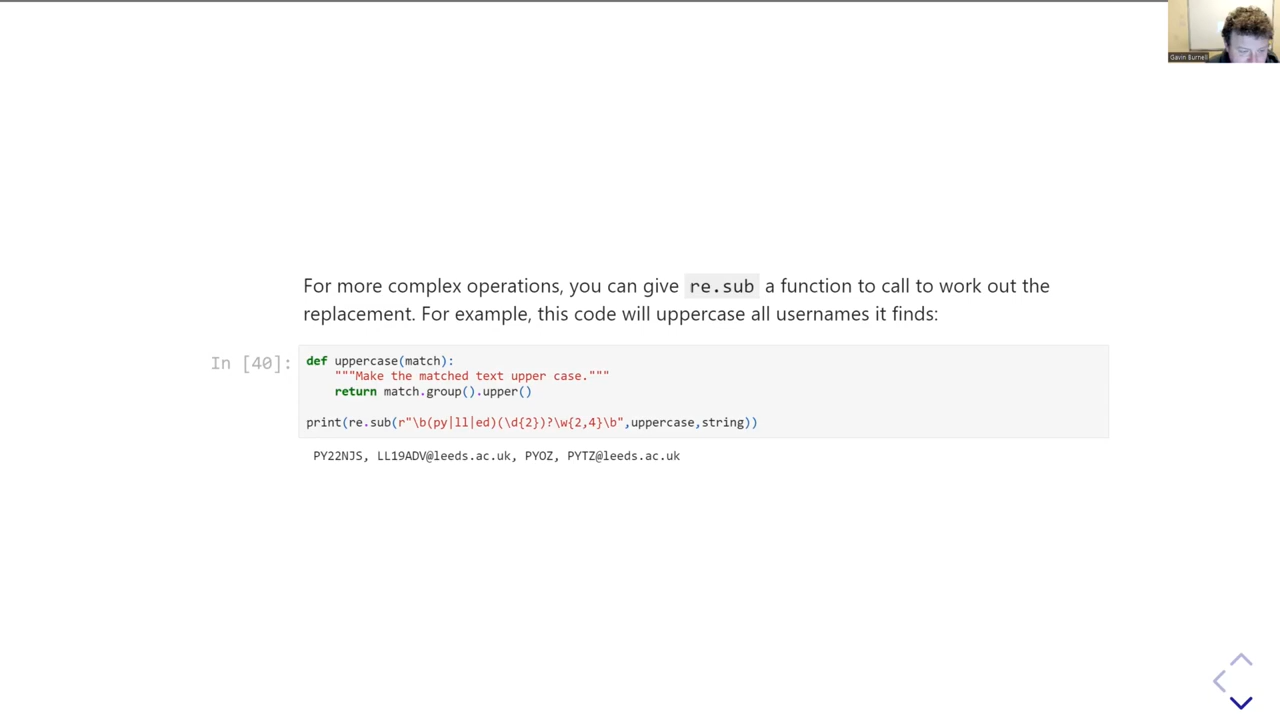 Gavin Burnell
For more complex operations, you can give re.sub a function to call to work out the
replacement. For example, this code will uppercase all usernames it finds:
In [40]:
def uppercase(match):
    """Make the matched text upper case."""
    return match.group().upper()
print(re.sub(r"\b(py|ll|ed)(\d{2})?\w{2,4}\b",uppercase,string))
PY22NJS, LL19ADV@leeds.ac.uk, PYOZ, PYTZ@leeds.ac.uk